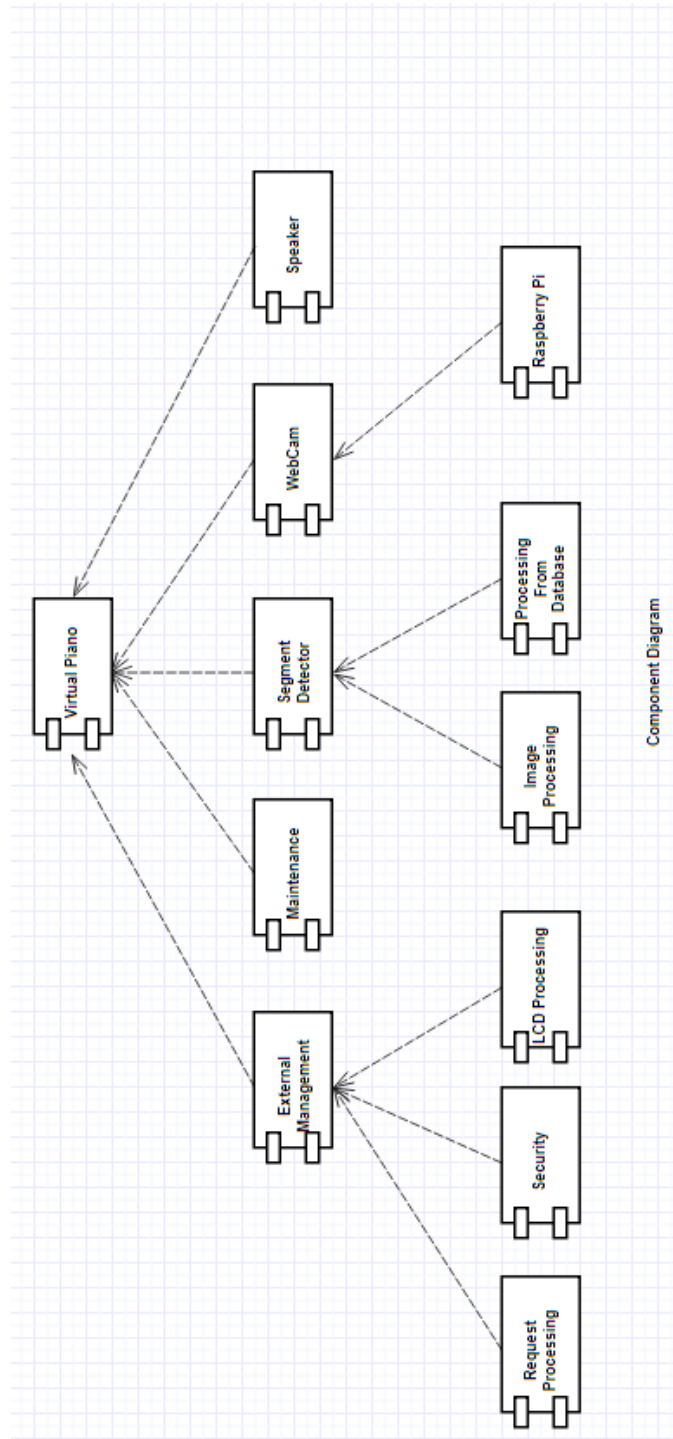 Virtual Piano
External
Management
Maintenance
Segment
Detector
WebCam
Speaker
Request
Processing
Security
LCD Processing
Image
Processing
Processing
From
Database
Raspberry Pi
Component Diagram